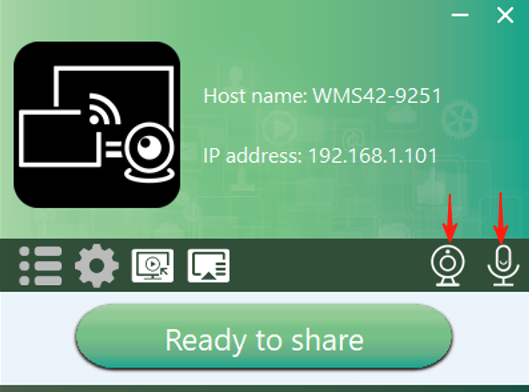 Host name: WMS42-9251
IP address: 192.168.1.101
Ready to share